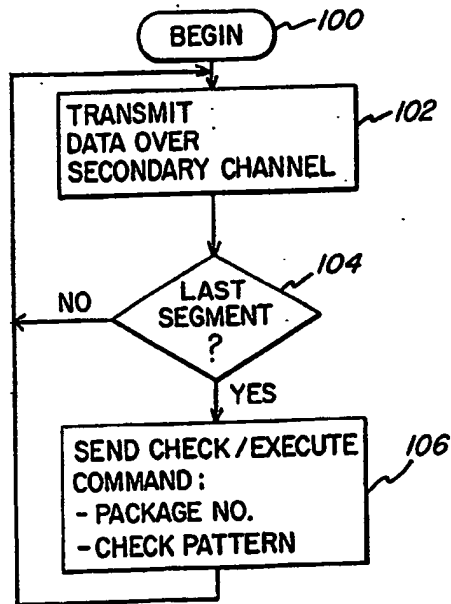 BEGIN
100
TRANSMIT
DATA OVER
SECONDARY CHANNEL
102
104
LAST
SEGMENT
?
NO
YES
SEND CHECK/EXECUTE
COMMAND:
- PACKAGE NO.
- CHECK PATTERN
106